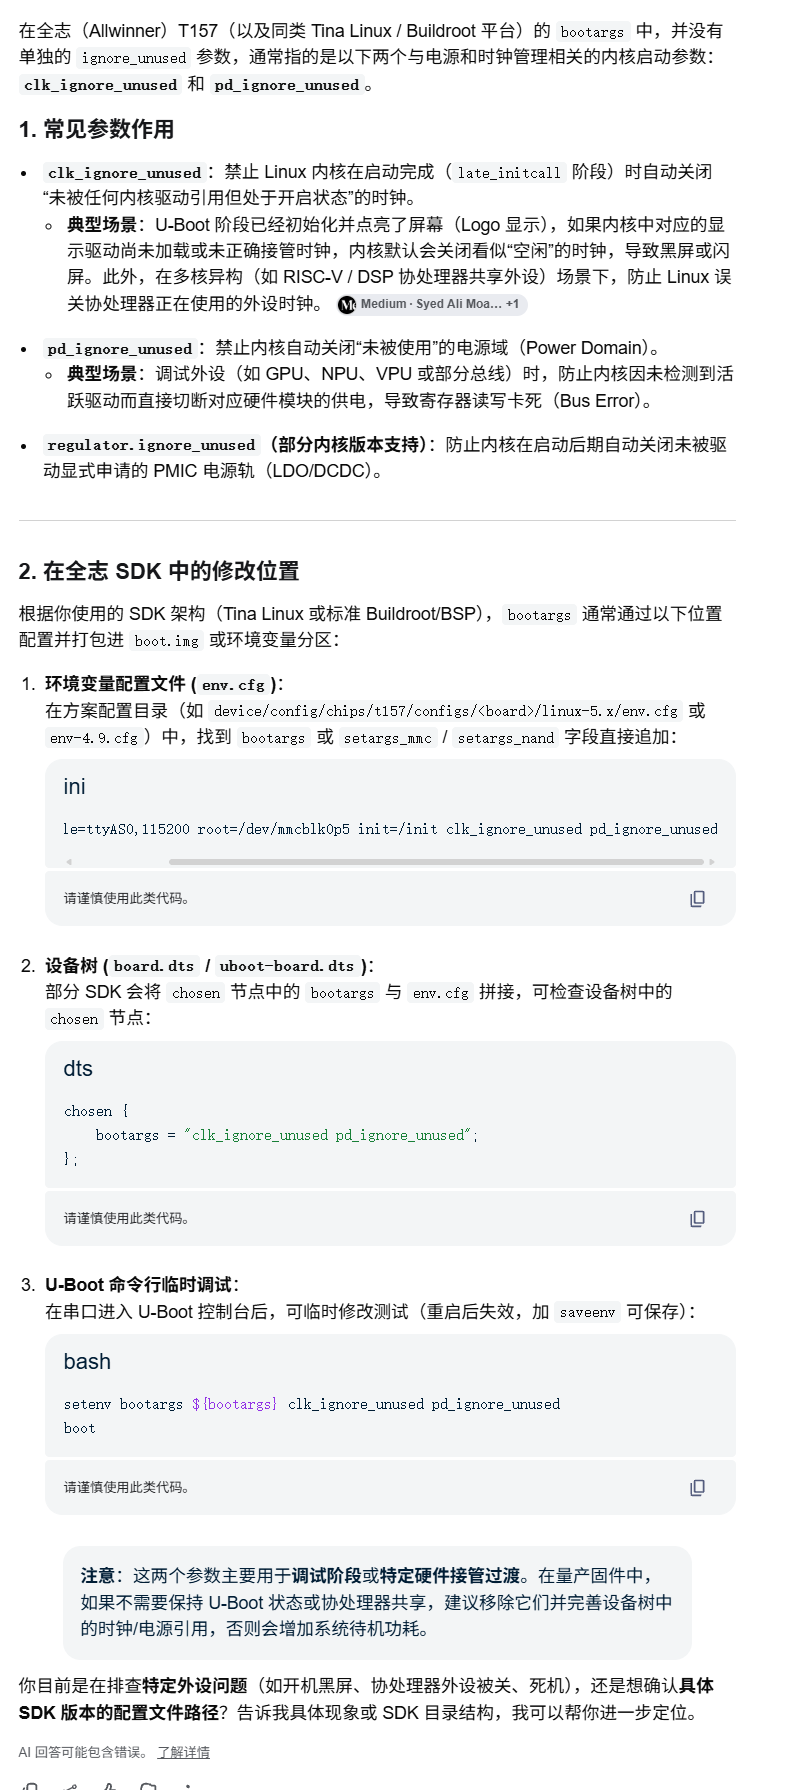 在全志（Allwinner）T157（以及同类 Tina Linux / Buildroot 平台）的 bootargs 中，并没有
单独的 ignore_unused 参数，通常指的是以下两个与电源和时钟管理相关的内核启动参数：
clk_ignore_unused 和 pd_ignore_unused。
1. 常见参数作用
• clk_ignore_unused：禁止 Linux 内核在启动完成（late_initcall 阶段）时自动关闭
“未被任何内核驱动引用但处于开启状态”的时钟。
○ 典型场景：U-Boot 阶段已经初始化并点亮了屏幕（Logo 显示），如果内核中对应的显
示驱动尚未加载或未正确接管时钟，内核默认会关闭看似“空闲”的时钟，导致黑屏或闪
屏。此外，在多核异构（如 RISC-V / DSP 协处理器共享外设）场景下，防止 Linux 误
关协处理器正在使用的外设时钟。 Medium · Syed Ali Moa... +1
• pd_ignore_unused：禁止内核自动关闭“未被使用”的电源域（Power Domain）。
○ 典型场景：调试外设（如 GPU、NPU、VPU 或部分总线）时，防止内核因未检测到活
跃驱动而直接切断对应硬件模块的供电，导致寄存器读写卡死（Bus Error）。
• regulator.ignore_unused（部分内核版本支持）：防止内核在启动后期自动关闭未被驱
动显式申请的 PMIC 电源轨（LDO/DCDC）。
2. 在全志 SDK 中的修改位置
根据你使用的 SDK 架构（Tina Linux 或标准 Buildroot/BSP），bootargs 通常通过以下位置
配置并打包进 boot.img 或环境变量分区：
1. 环境变量配置文件 (env.cfg)：
在方案配置目录（如 device/config/chips/t157/configs/<board>/linux-5.x/env.cfg 或
env-4.9.cfg）中，找到 bootargs 或 setargs_mmc / setargs_nand 字段直接追加：
ini
le=ttyAS0,115200 root=/dev/mmcblk0p5 init=/init clk_ignore_unused pd_ignore_unused
请谨慎使用此类代码。
2. 设备树 (board.dts / uboot-board.dts)：
部分 SDK 会将 chosen 节点中的 bootargs 与 env.cfg 拼接，可检查设备树中的
chosen 节点：
dts
chosen {
bootargs = "clk_ignore_unused pd_ignore_unused";
};
请谨慎使用此类代码。
3. U-Boot 命令行临时调试：
在串口进入 U-Boot 控制台后，可临时修改测试（重启后失效，加 saveenv 可保存）：
bash
setenv bootargs ${bootargs} clk_ignore_unused pd_ignore_unused
boot
请谨慎使用此类代码。
注意：这两个参数主要用于调试阶段或特定硬件接管过渡。在量产固件中，
如果不需要保持 U-Boot 状态或协处理器共享，建议移除它们并完善设备树中
的时钟/电源引用，否则会增加系统待机功耗。
你目前是在排查特定外设问题（如开机黑屏、协处理器外设被关、死机），还是想确认具体
SDK 版本的配置文件路径？告诉我具体现象或 SDK 目录结构，我可以帮你进一步定位。
AI 回答可能包含错误。 了解详情